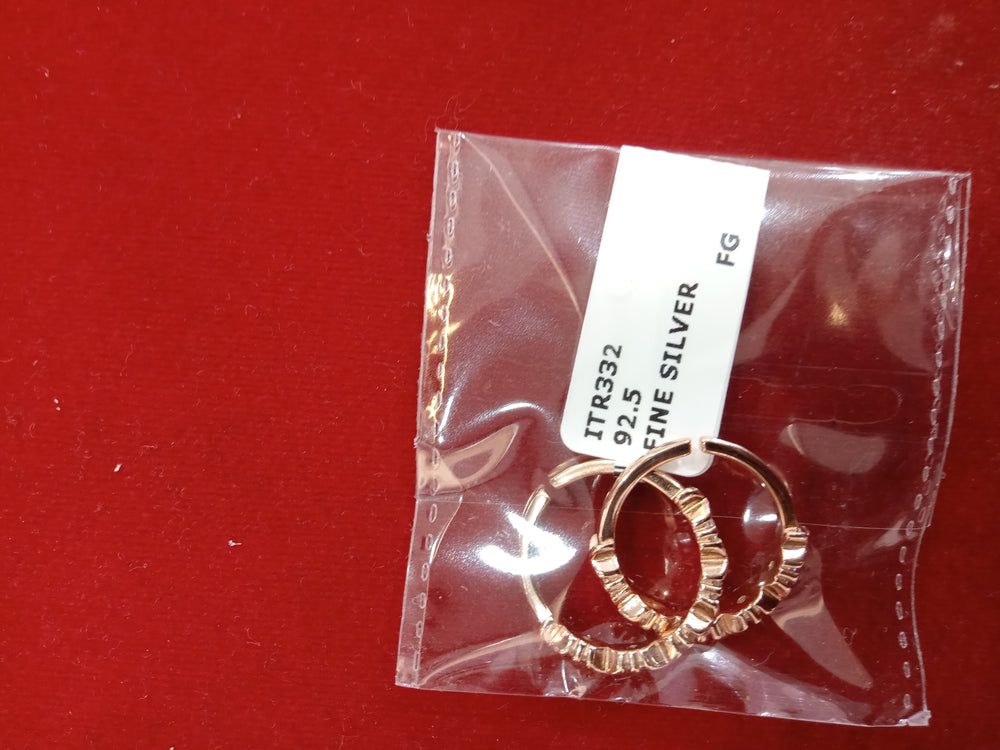 ITR332
92.5
FINE SILVER
FG